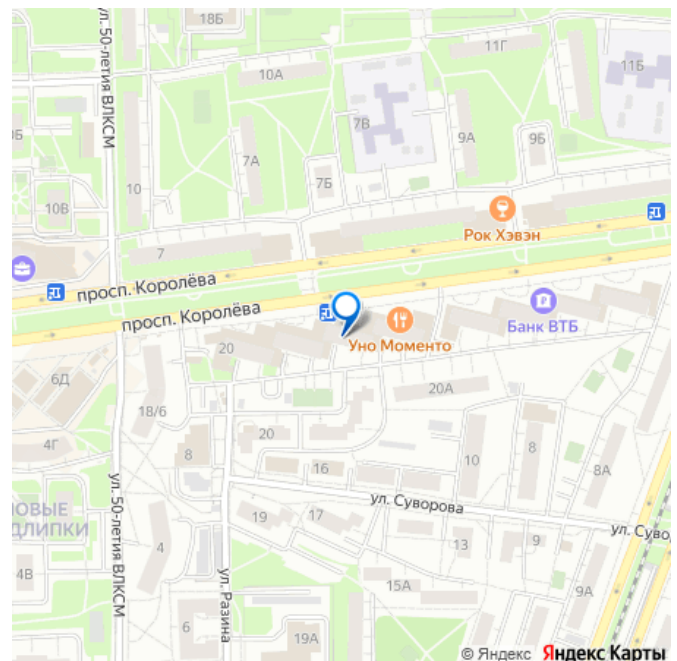 18Б
11Г
10А
11Б
ул. 50-летия ВЛКСМ
7В
9А
9Б
7А
7Б
10
10В
Рок Хэвэн
7
просп. Королёва
просп. Королёва
Банк ВТБ
Уно Моменто
20
6Д
20А
18/6
20
4Г
8
10
8
16
8А
ул. Суворова
19
17
ул. 50-летия ВЛКСМ
4
13
9
4В
ул. Разина
15А
9А
6
19А
© Яндекс Яндекс Карты